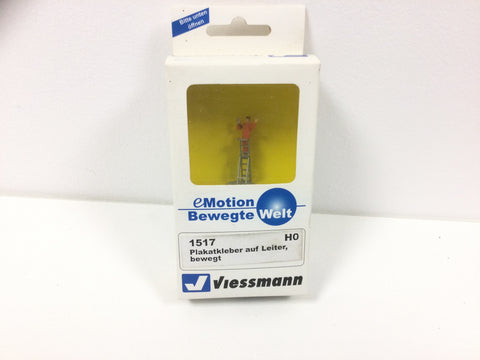 Bitte unten
öffnen
eMotion
Bewegte Welt
1517 H0
Plakatkleber auf Leiter,
bewegt
Viessmann